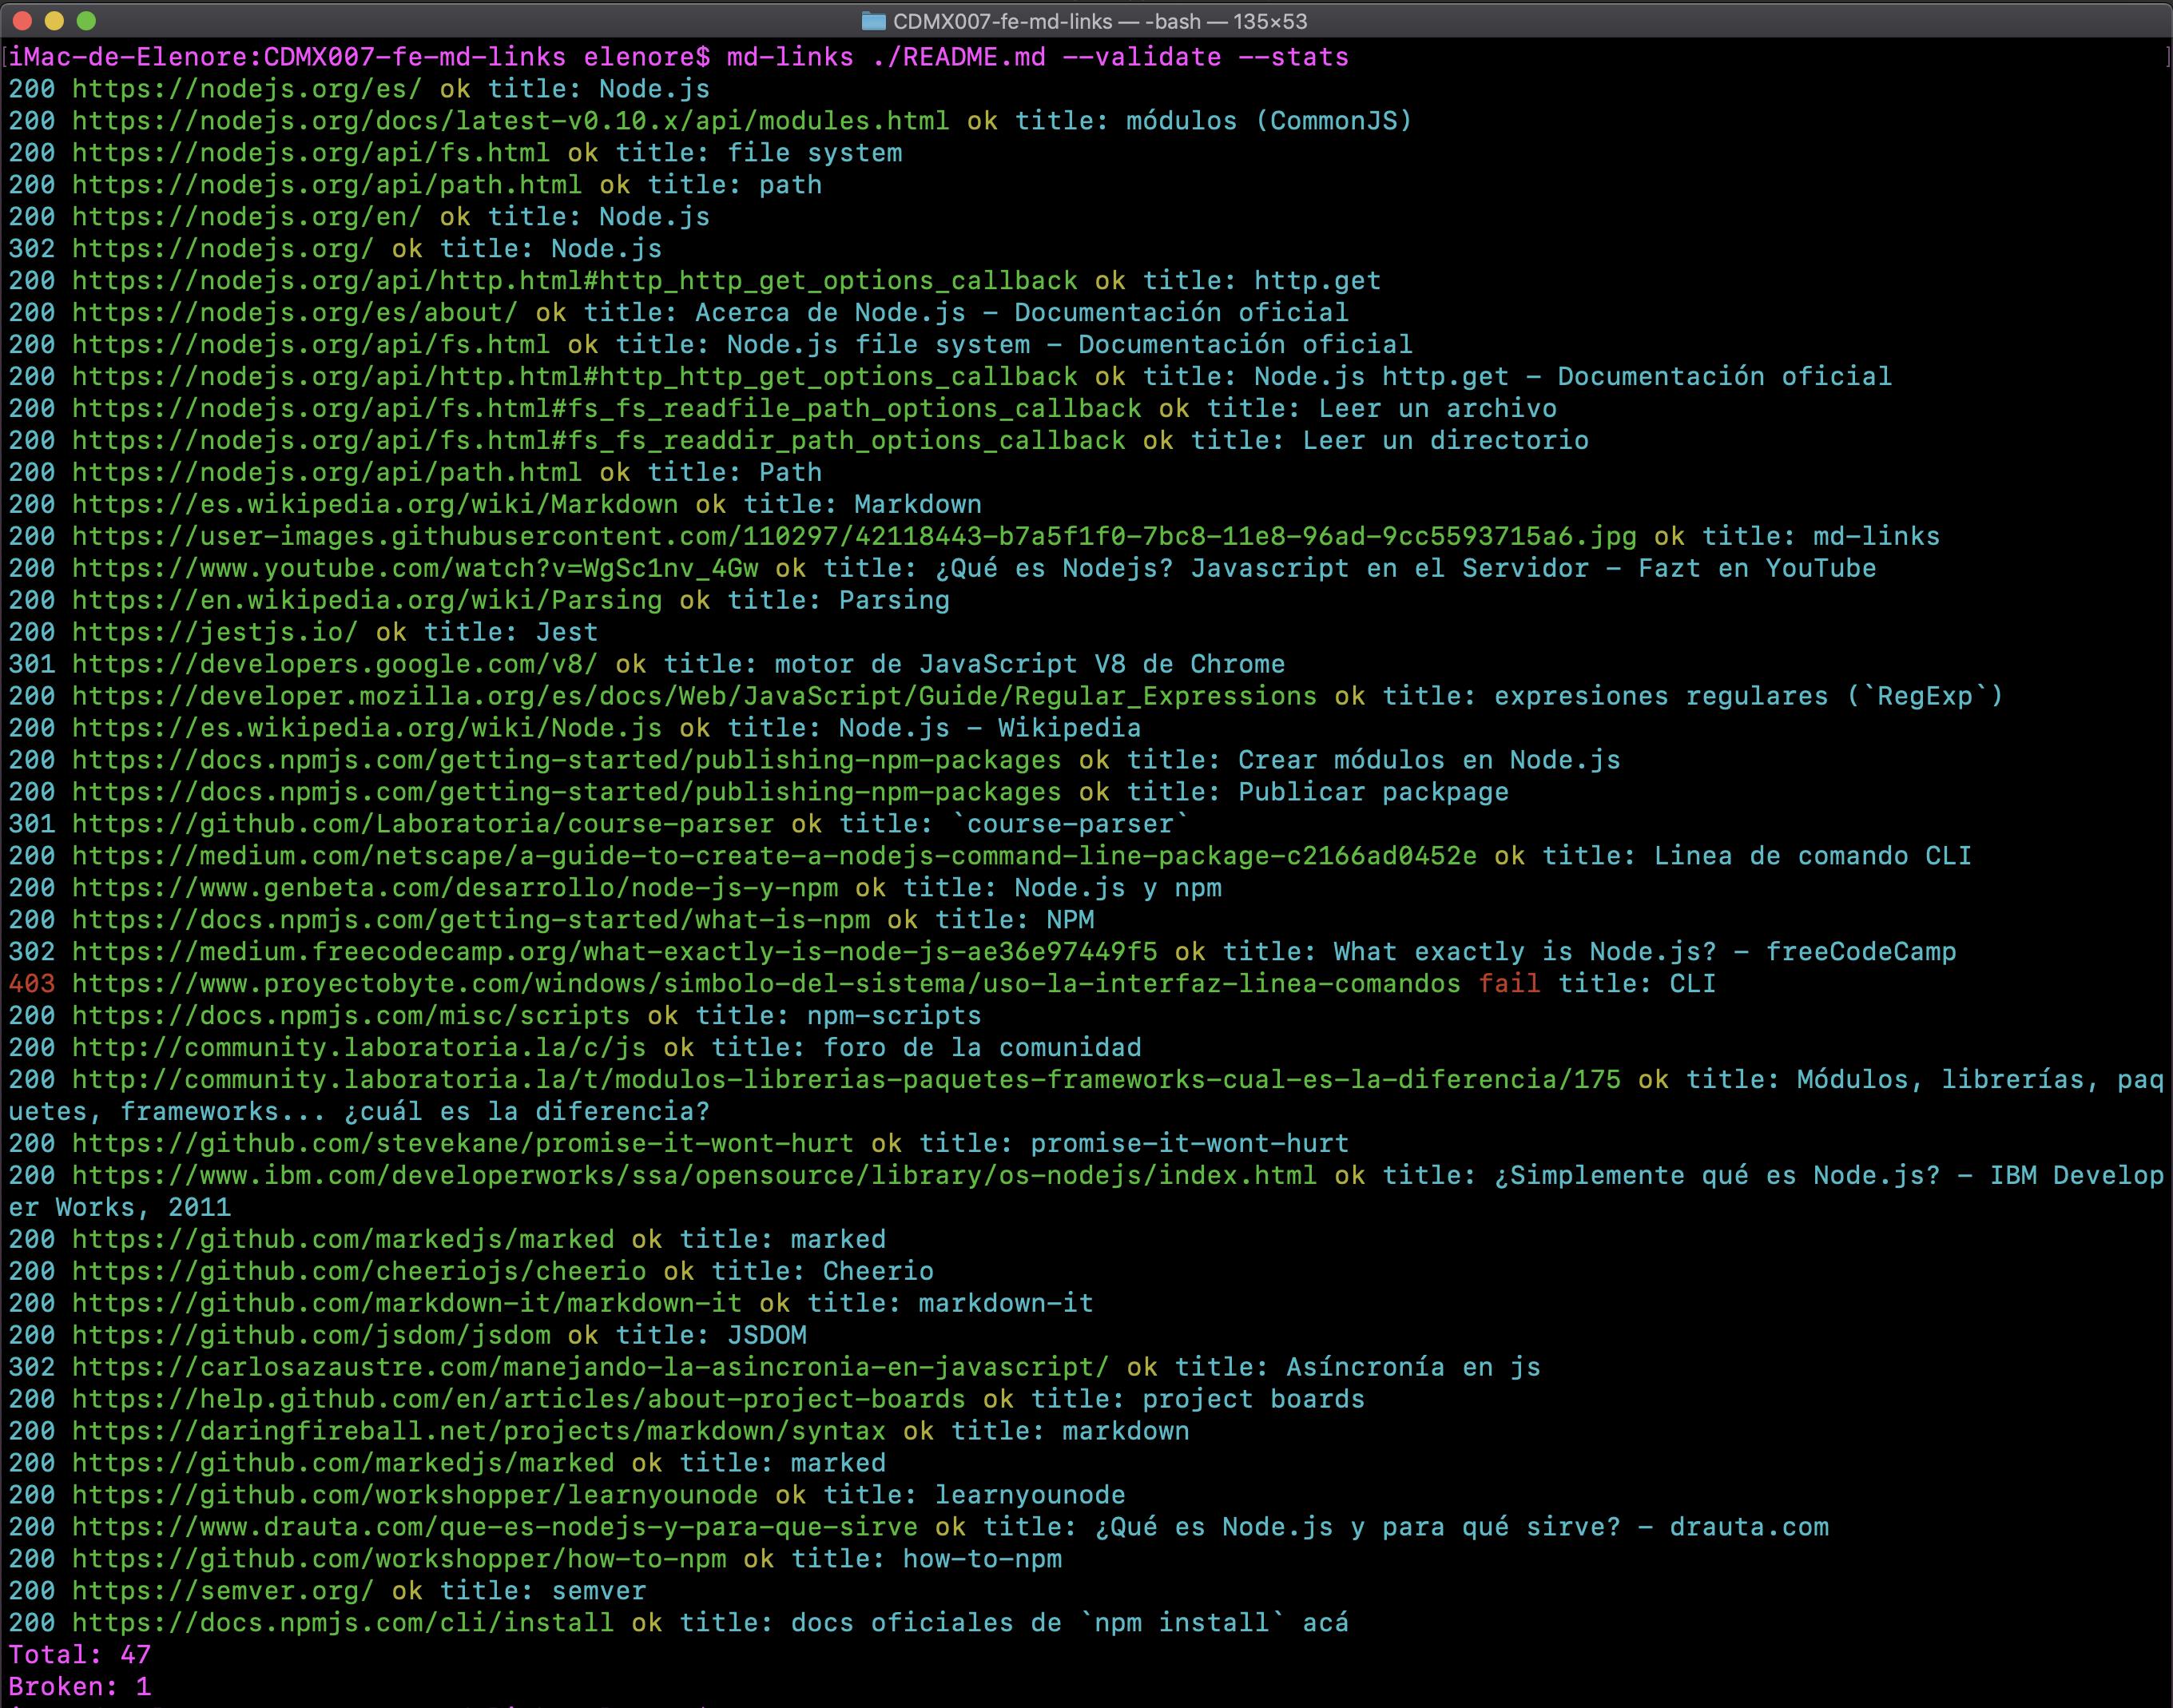 CDMX007-fe-md-links — -bash — 135×53
iMac-de-Elenore:CDMX007-fe-md-links elenore$ md-links ./README.md --validate --stats
200 https://nodejs.org/es/ ok title: Node.js
200 https://nodejs.org/docs/latest-v0.10.x/api/modules.html ok title: módulos (CommonJS)
200 https://nodejs.org/api/fs.html ok title: file system
200 https://nodejs.org/api/path.html ok title: path
200 https://nodejs.org/en/ ok title: Node.js
302 https://nodejs.org/ ok title: Node.js
200 https://nodejs.org/api/http.html#http_http_get_options_callback ok title: http.get
200 https://nodejs.org/es/about/ ok title: Acerca de Node.js - Documentación oficial
200 https://nodejs.org/api/fs.html ok title: Node.js file system - Documentación oficial
200 https://nodejs.org/api/http.html#http_http_get_options_callback ok title: Node.js http.get - Documentación oficial
200 https://nodejs.org/api/fs.html#fs_fs_readfile_path_options_callback ok title: Leer un archivo
200 https://nodejs.org/api/fs.html#fs_fs_readdir_path_options_callback ok title: Leer un directorio
200 https://nodejs.org/api/path.html ok title: Path
200 https://es.wikipedia.org/wiki/Markdown ok title: Markdown
200 https://user-images.githubusercontent.com/110297/42118443-b7a5f1f0-7bc8-11e8-96ad-9cc5593715a6.jpg ok title: md-links
200 https://www.youtube.com/watch?v=WgSc1nv_4Gw ok title: ¿Qué es Nodejs? Javascript en el Servidor - Fazt en YouTube
200 https://en.wikipedia.org/wiki/Parsing ok title: Parsing
200 https://jestjs.io/ ok title: Jest
301 https://developers.google.com/v8/ ok title: motor de JavaScript V8 de Chrome
200 https://developer.mozilla.org/es/docs/Web/JavaScript/Guide/Regular_Expressions ok title: expresiones regulares (`RegExp`)
200 https://es.wikipedia.org/wiki/Node.js ok title: Node.js - Wikipedia
200 https://docs.npmjs.com/getting-started/publishing-npm-packages ok title: Crear módulos en Node.js
200 https://docs.npmjs.com/getting-started/publishing-npm-packages ok title: Publicar packpage
301 https://github.com/Laboratoria/course-parser ok title: `course-parser`
200 https://medium.com/netscape/a-guide-to-create-a-nodejs-command-line-package-c2166ad0452e ok title: Linea de comando CLI
200 https://www.genbeta.com/desarrollo/node-js-y-npm ok title: Node.js y npm
200 https://docs.npmjs.com/getting-started/what-is-npm ok title: NPM
302 https://medium.freecodecamp.org/what-exactly-is-node-js-ae36e97449f5 ok title: What exactly is Node.js? - freeCodeCamp
403 https://www.proyectobyte.com/windows/simbolo-del-sistema/uso-la-interfaz-linea-comandos fail title: CLI
200 https://docs.npmjs.com/misc/scripts ok title: npm-scripts
200 http://community.laboratoria.la/c/js ok title: foro de la comunidad
200 http://community.laboratoria.la/t/modulos-librerias-paquetes-frameworks-cual-es-la-diferencia/175 ok title: Módulos, librerías, paq
uetes, frameworks... ¿cuál es la diferencia?
200 https://github.com/stevekane/promise-it-wont-hurt ok title: promise-it-wont-hurt
200 https://www.ibm.com/developerworks/ssa/opensource/library/os-nodejs/index.html ok title: ¿Simplemente qué es Node.js? - IBM Develop
er Works, 2011
200 https://github.com/markedjs/marked ok title: marked
200 https://github.com/cheeriojs/cheerio ok title: Cheerio
200 https://github.com/markdown-it/markdown-it ok title: markdown-it
200 https://github.com/jsdom/jsdom ok title: JSDOM
302 https://carlosazaustre.com/manejando-la-asincronia-en-javascript/ ok title: Asíncronía en js
200 https://help.github.com/en/articles/about-project-boards ok title: project boards
200 https://daringfireball.net/projects/markdown/syntax ok title: markdown
200 https://github.com/markedjs/marked ok title: marked
200 https://github.com/workshopper/learnyounode ok title: learnyounode
200 https://www.drauta.com/que-es-nodejs-y-para-que-sirve ok title: ¿Qué es Node.js y para qué sirve? - drauta.com
200 https://github.com/workshopper/how-to-npm ok title: how-to-npm
200 https://semver.org/ ok title: semver
200 https://docs.npmjs.com/cli/install ok title: docs oficiales de `npm install` acá
Total: 47
Broken: 1